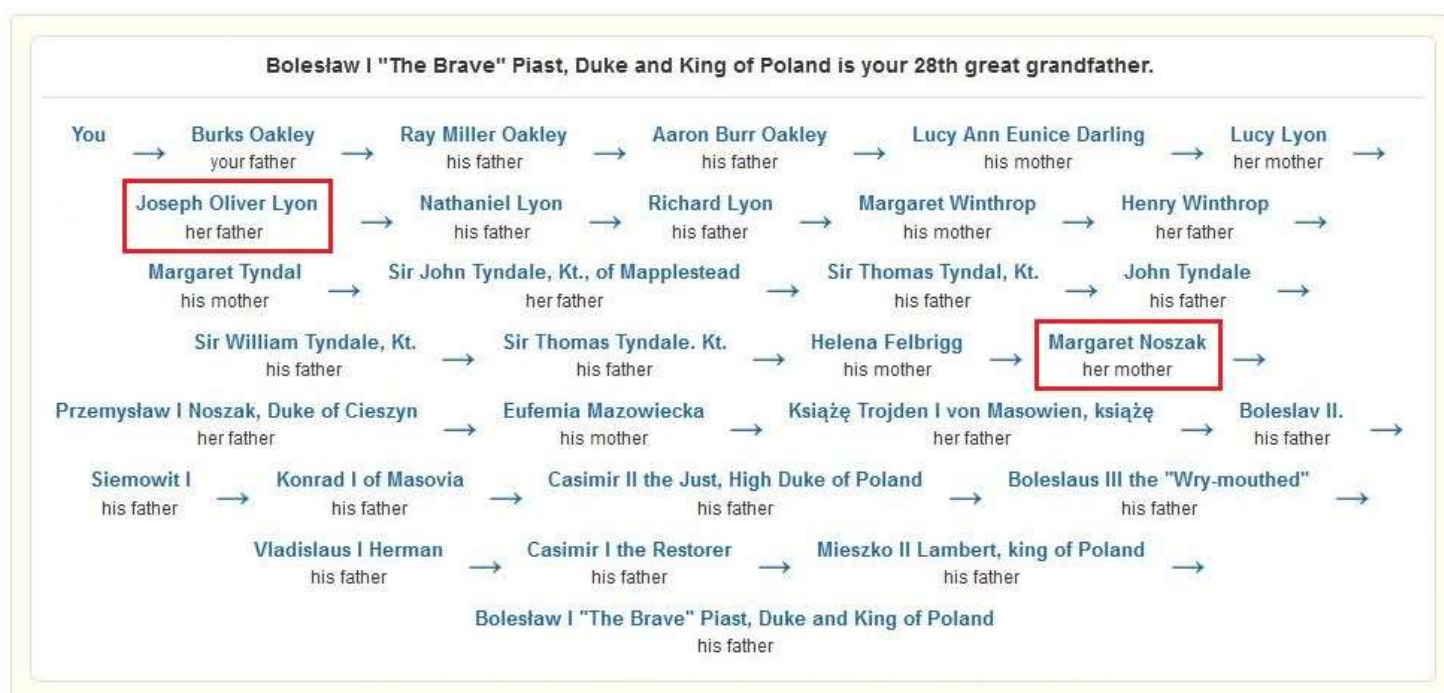 Bolesław I "The Brave" Piast, Duke and King of Poland is your 28th great grandfather.
You → Burks Oakley → Ray Miller Oakley → Aaron Burr Oakley → Lucy Ann Eunice Darling → Lucy Lyon →
your father his father his father his mother her mother
Joseph Oliver Lyon → Nathaniel Lyon → Richard Lyon → Margaret Winthrop → Henry Winthrop →
her father his father his father his mother her father
Margaret Tyndal → Sir John Tyndale, Kt., of Mapplestead → Sir Thomas Tyndal, Kt. → John Tyndale →
his mother her father his father his father
Sir William Tyndale, Kt. → Sir Thomas Tyndale. Kt. → Helena Felbrigg → Margaret Noszak →
his father his father his mother her mother
Przemysław I Noszak, Duke of Cieszyn → Eufemia Mazowiecka → Książę Trojden I von Masowien, książę → Boleslav II. →
her father his mother her father his father
Siemowit I → Konrad I of Masovia → Casimir II the Just, High Duke of Poland → Boleslaus III the "Wry-mouthed" →
his father his father his father his father
Vladislaus I Herman → Casimir I the Restorer → Mieszko II Lambert, king of Poland →
his father his father his father
Bolesław I "The Brave" Piast, Duke and King of Poland
his father